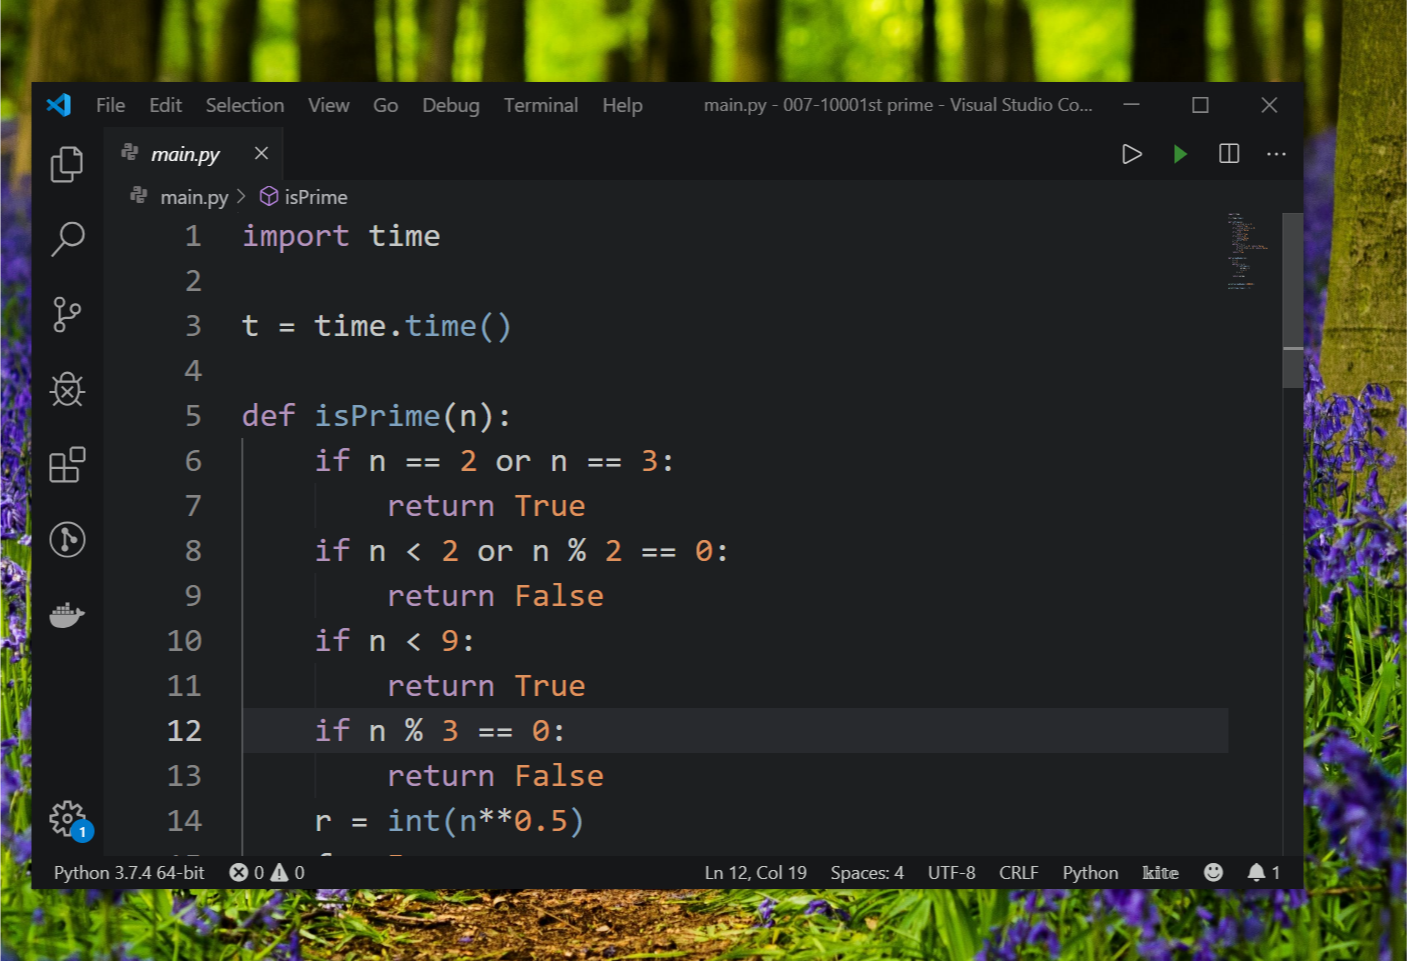 File Edit Selection View Go Debug Terminal Help main.py - 007-10001st prime - Visual Studio Co...
main.py
main.py > isPrime
1 import time
2
3 t = time.time()
4
5 def isPrime(n):
6 if n == 2 or n == 3:
7 return True
8 if n < 2 or n % 2 == 0:
9 return False
10 if n < 9:
11 return True
12 if n % 3 == 0:
13 return False
14 r = int(n**0.5)
1
Python 3.7.4 64-bit 0 0 Ln 12, Col 19 Spaces: 4 UTF-8 CRLF Python kite 1